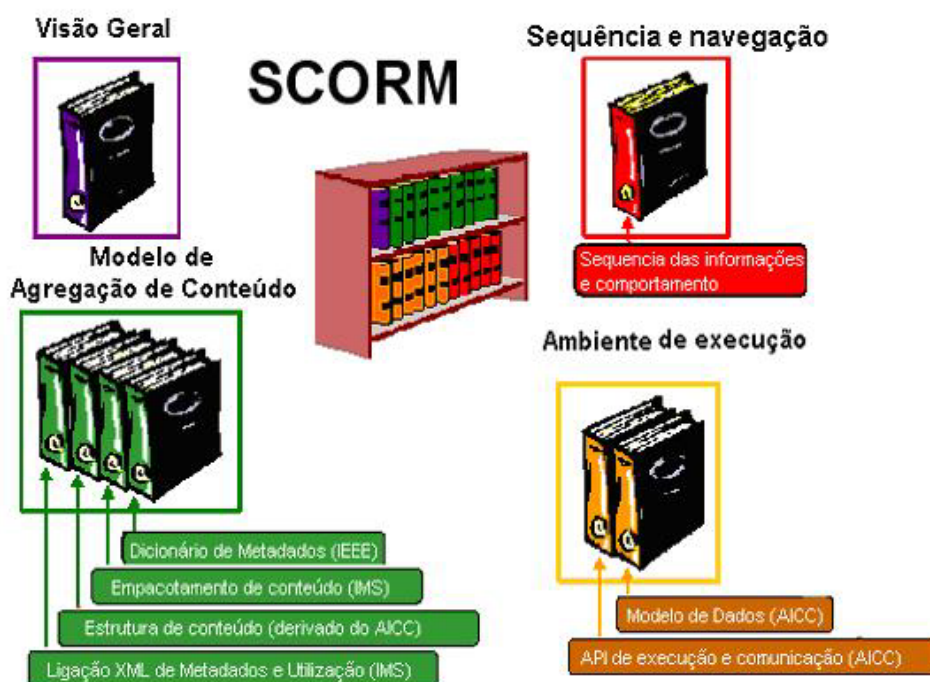 Visão Geral
SCORM
Sequência e navegação
Sequencia das informações
e comportamento
Modelo de
Agregação de Conteúdo
Dicionário de Metadados (IEEE)
Empacotamento de conteúdo (IMS)
Estrutura de conteúdo (derivado do AICC)
Ligação XML de Metadados e Utilização (IMS)
Ambiente de execução
Modelo de Dados (AICC)
API de execução e comunicação (AICC)